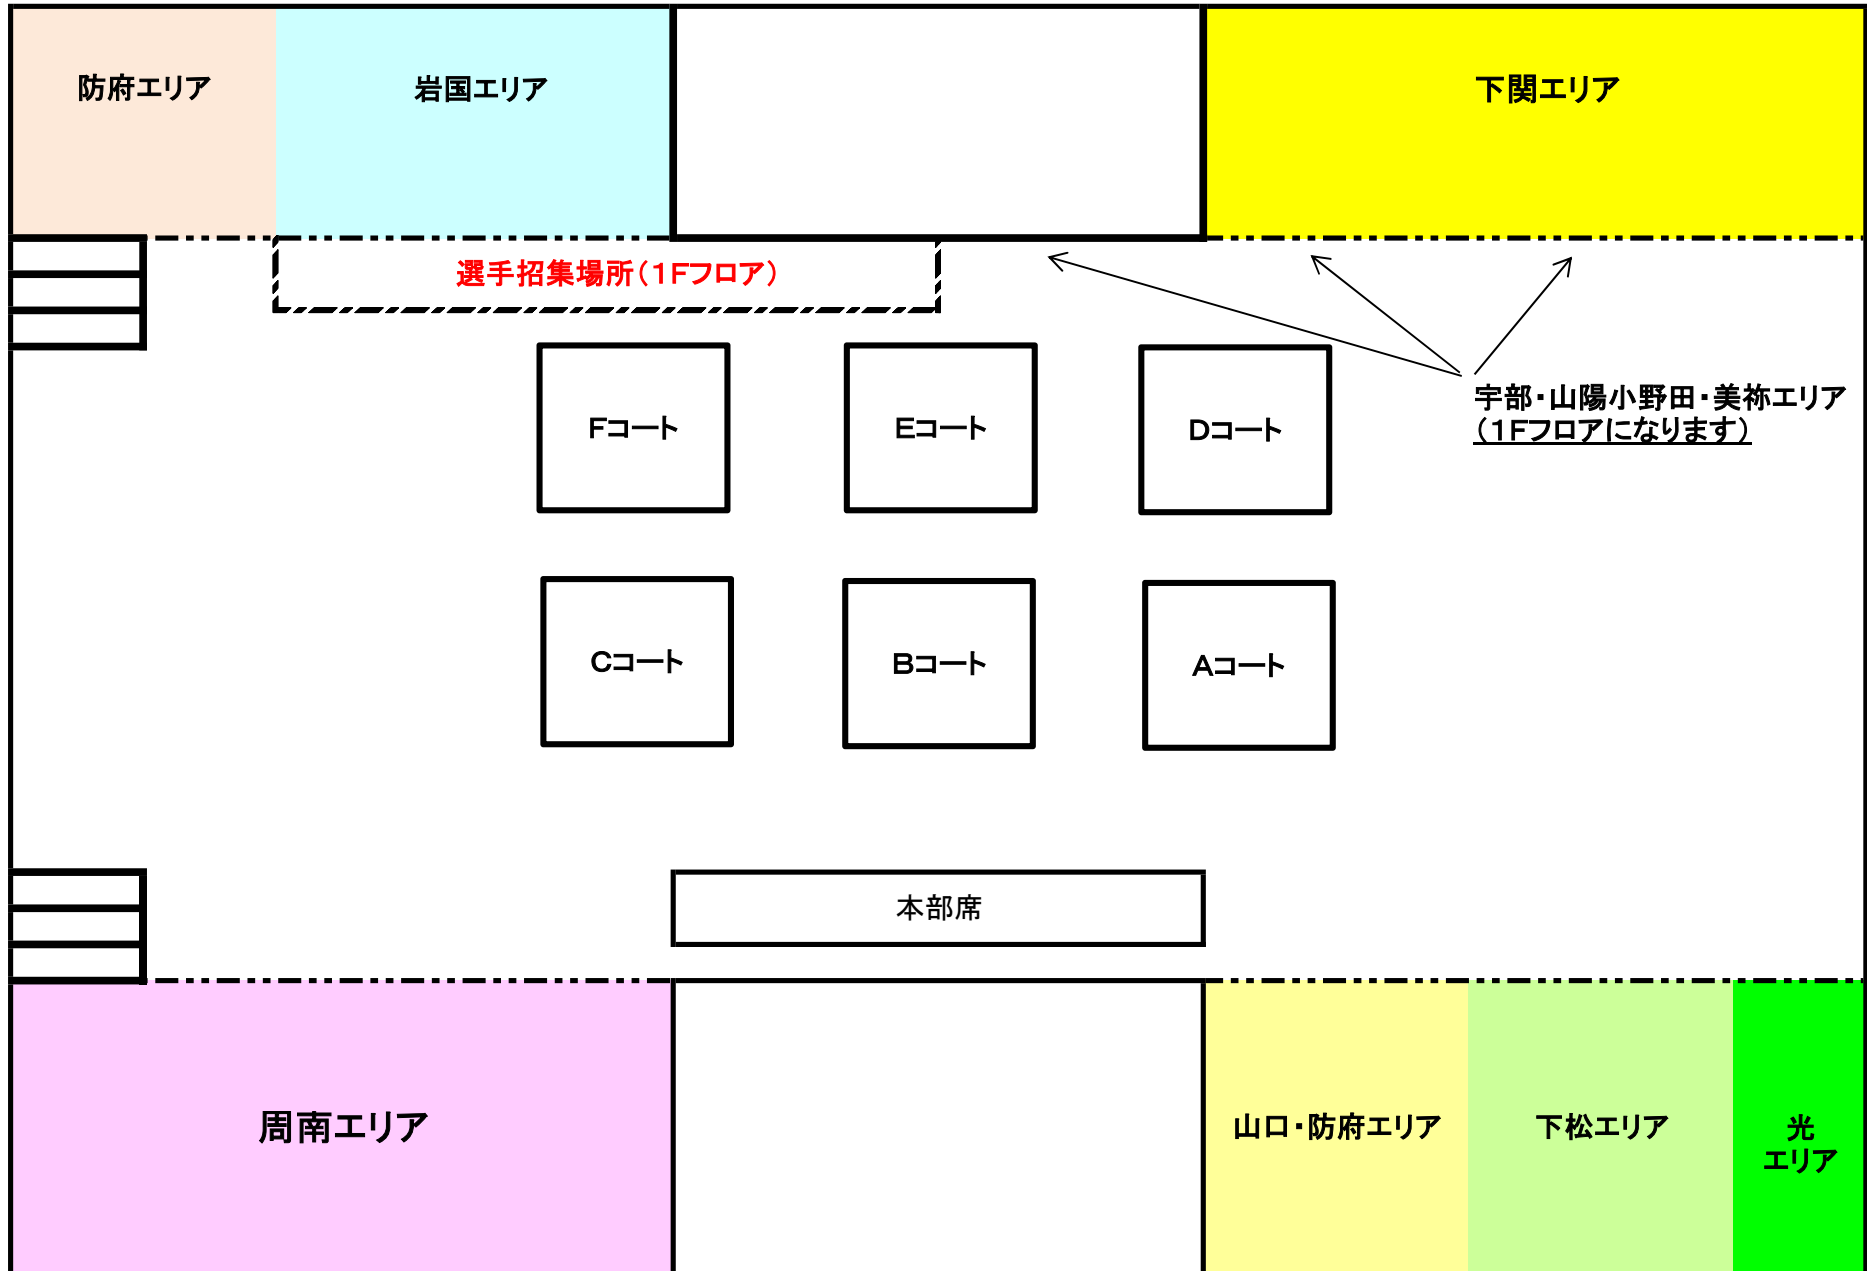 防府エリア
岩国エリア
下関エリア
選手招集場所(1Fフロア)
Fコート
Eコート
Dコート
宇部・山陽小野田・美祢エリア
(1Fフロアになります)
Cコート
Bコート
Aコート
本部席
周南エリア
山口・防府エリア
下松エリア
光
エリア